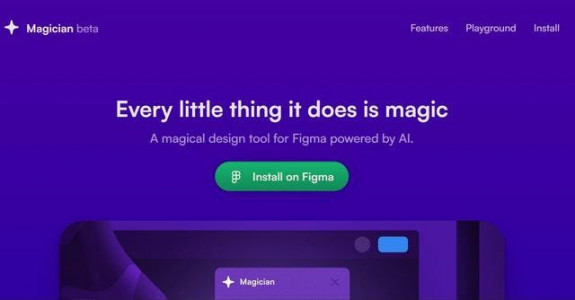 Magician beta
Features
Playground
Install
Every little thing it does is magic
A magical design tool for Figma powered by AI.
Install on Figma
Magician